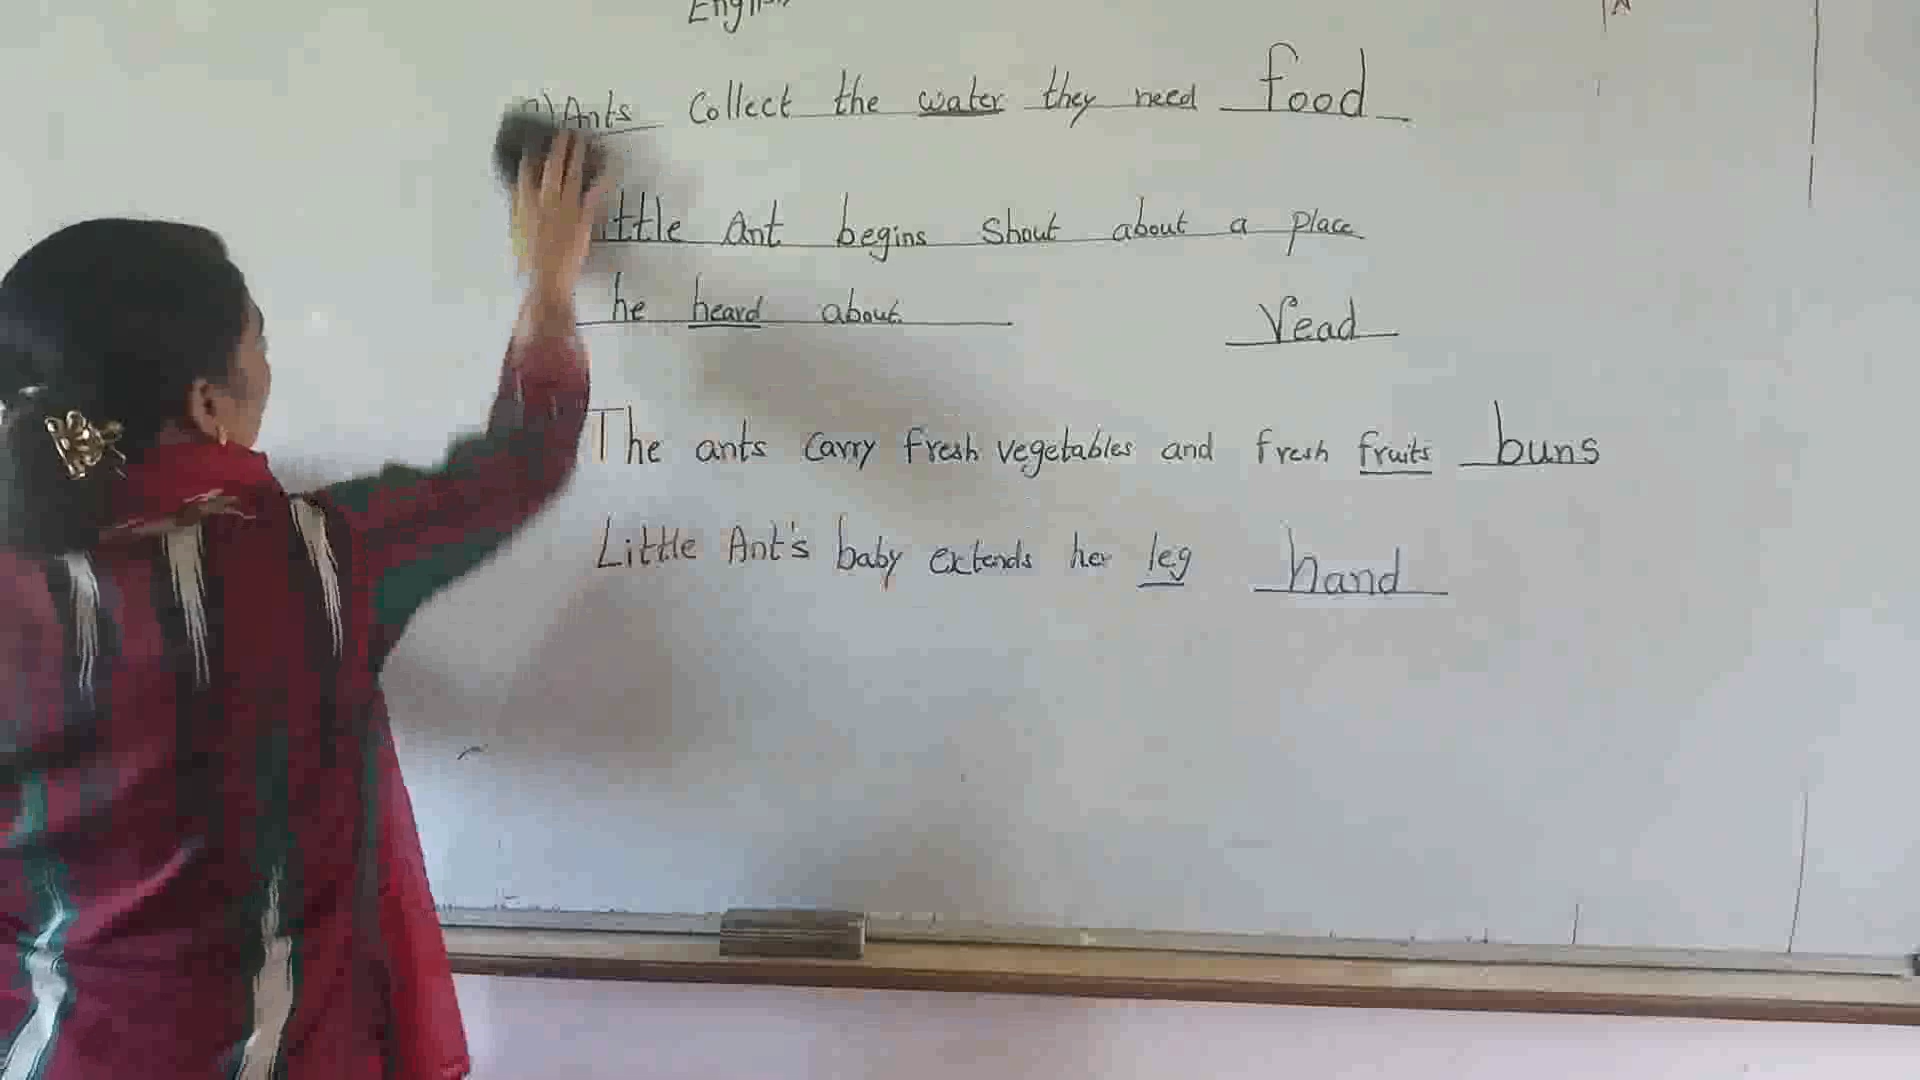 English
a) Ants Collect the water they need food
ittle Ant begins Shout about a place
he heard about. read
The ants Carry fresh vegetables and fresh fruits buns
Little Ant's baby extends her leg hand